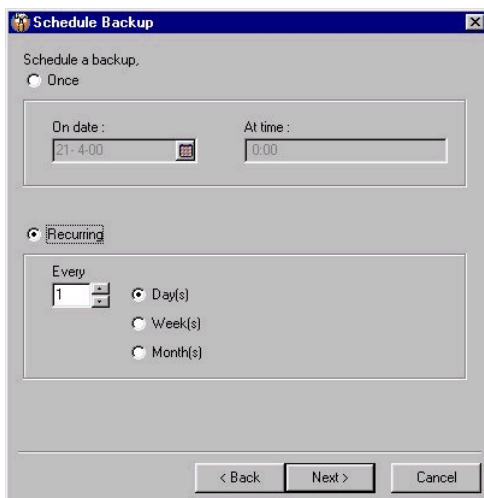 Schedule Backup
Schedule a backup,
Once
On date :
At time :
21- 4-00
0:00
Recurring
Every
1
Day(s)
Week(s)
Month(s)
< Back
Next >
Cancel